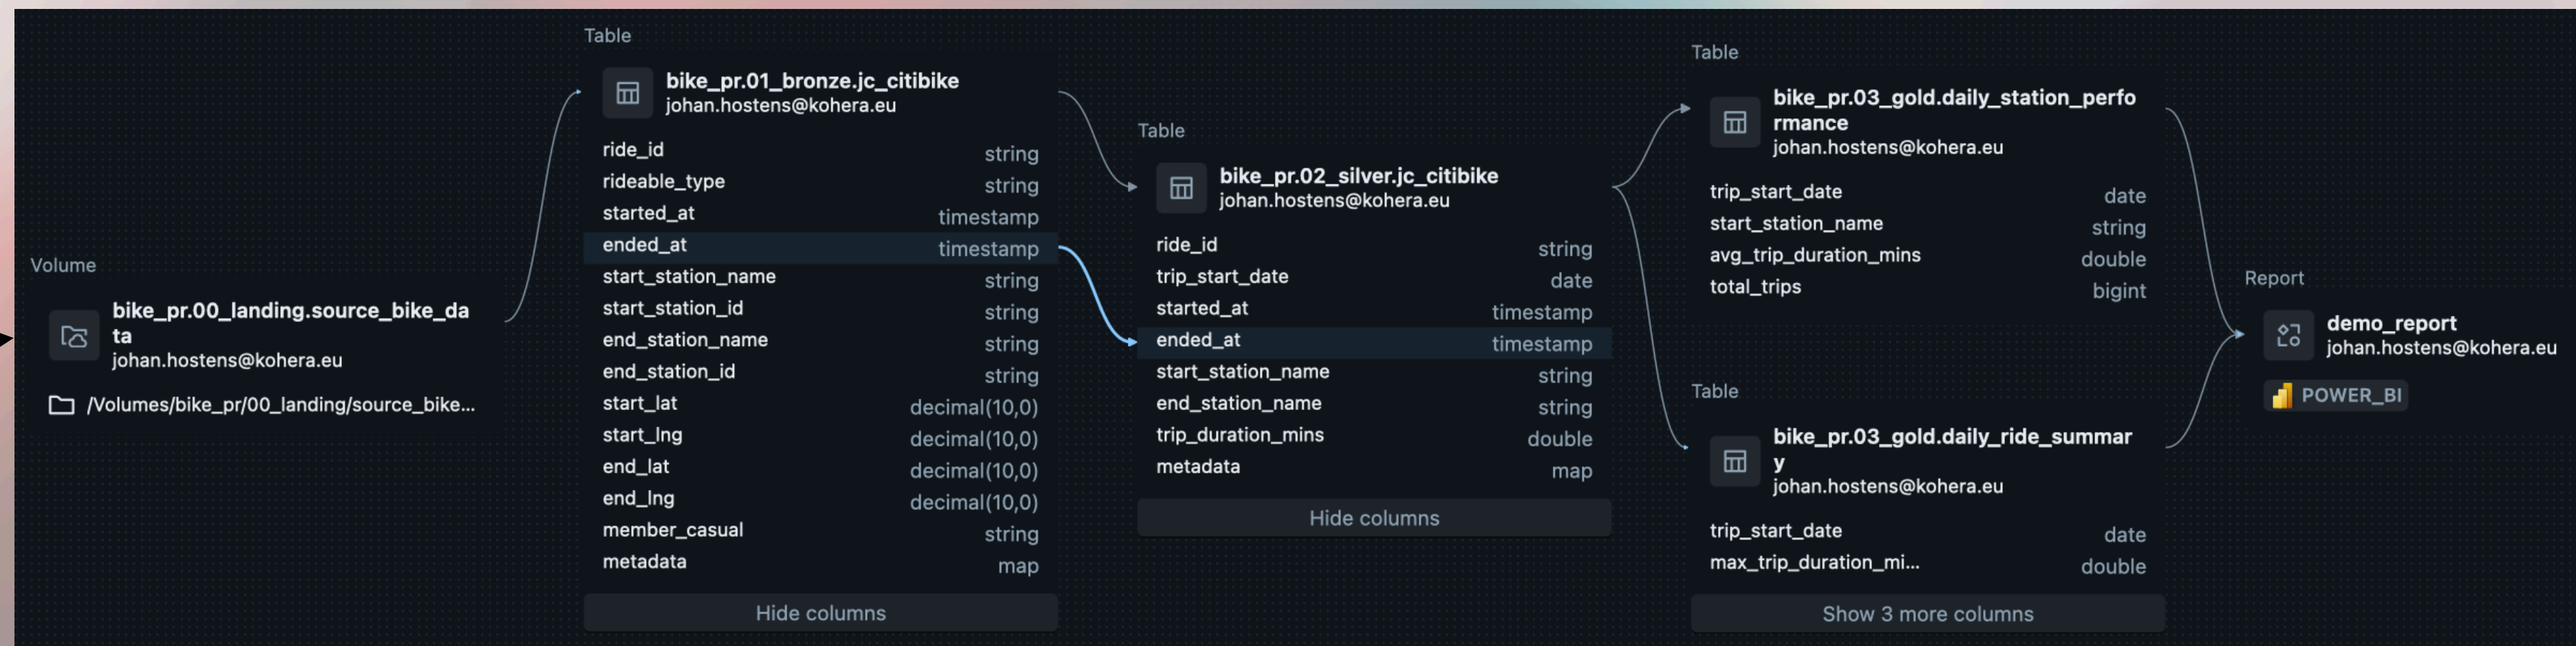 Volume
bike_pr.00_landing.source_bike_da
ta
johan.hostens@kohera.eu
/Volumes/bike_pr/00_landing/source_bike...
Table
bike_pr.01_bronze.jc_citibike
johan.hostens@kohera.eu
ride_id string
rideable_type string
started_at timestamp
ended_at timestamp
start_station_name string
start_station_id string
end_station_name string
end_station_id string
start_lat decimal(10,0)
start_lng decimal(10,0)
end_lat decimal(10,0)
end_lng decimal(10,0)
member_casual string
metadata map
Hide columns
Table
bike_pr.02_silver.jc_citibike
johan.hostens@kohera.eu
ride_id string
trip_start_date date
started_at timestamp
ended_at timestamp
start_station_name string
end_station_name string
trip_duration_mins double
metadata map
Hide columns
Table
bike_pr.03_gold.daily_station_perfo
rmance
johan.hostens@kohera.eu
trip_start_date date
start_station_name string
avg_trip_duration_mins double
total_trips bigint
Table
bike_pr.03_gold.daily_ride_summar
y
johan.hostens@kohera.eu
trip_start_date date
max_trip_duration_mi... double
Show 3 more columns
Report
demo_report
johan.hostens@kohera.eu
POWER_BI